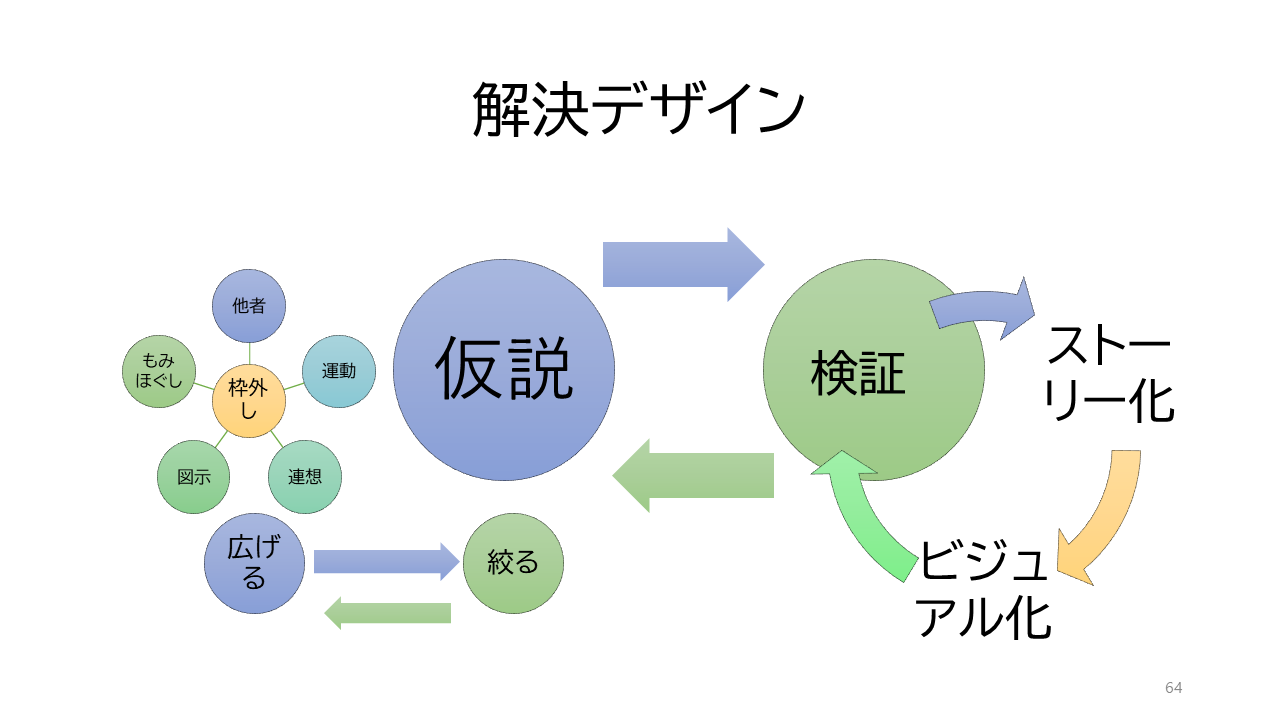 解決デザイン
他者
もみ
ほぐし
運動
枠外
し
図示
連想
仮説
検証
ストー
リー化
ビジュ
アル化
広げ
る
絞る
64